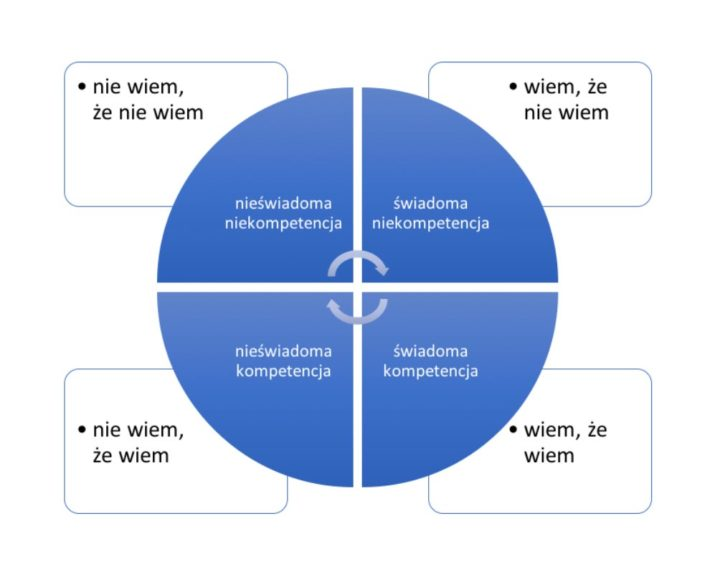 • nie wiem,
że nie wiem
• wiem, że
nie wiem
nieświadoma
niekompetencja
świadoma
niekompetencja
nieświadoma
kompetencja
świadoma
kompetencja
• nie wiem,
że wiem
• wiem, że
wiem